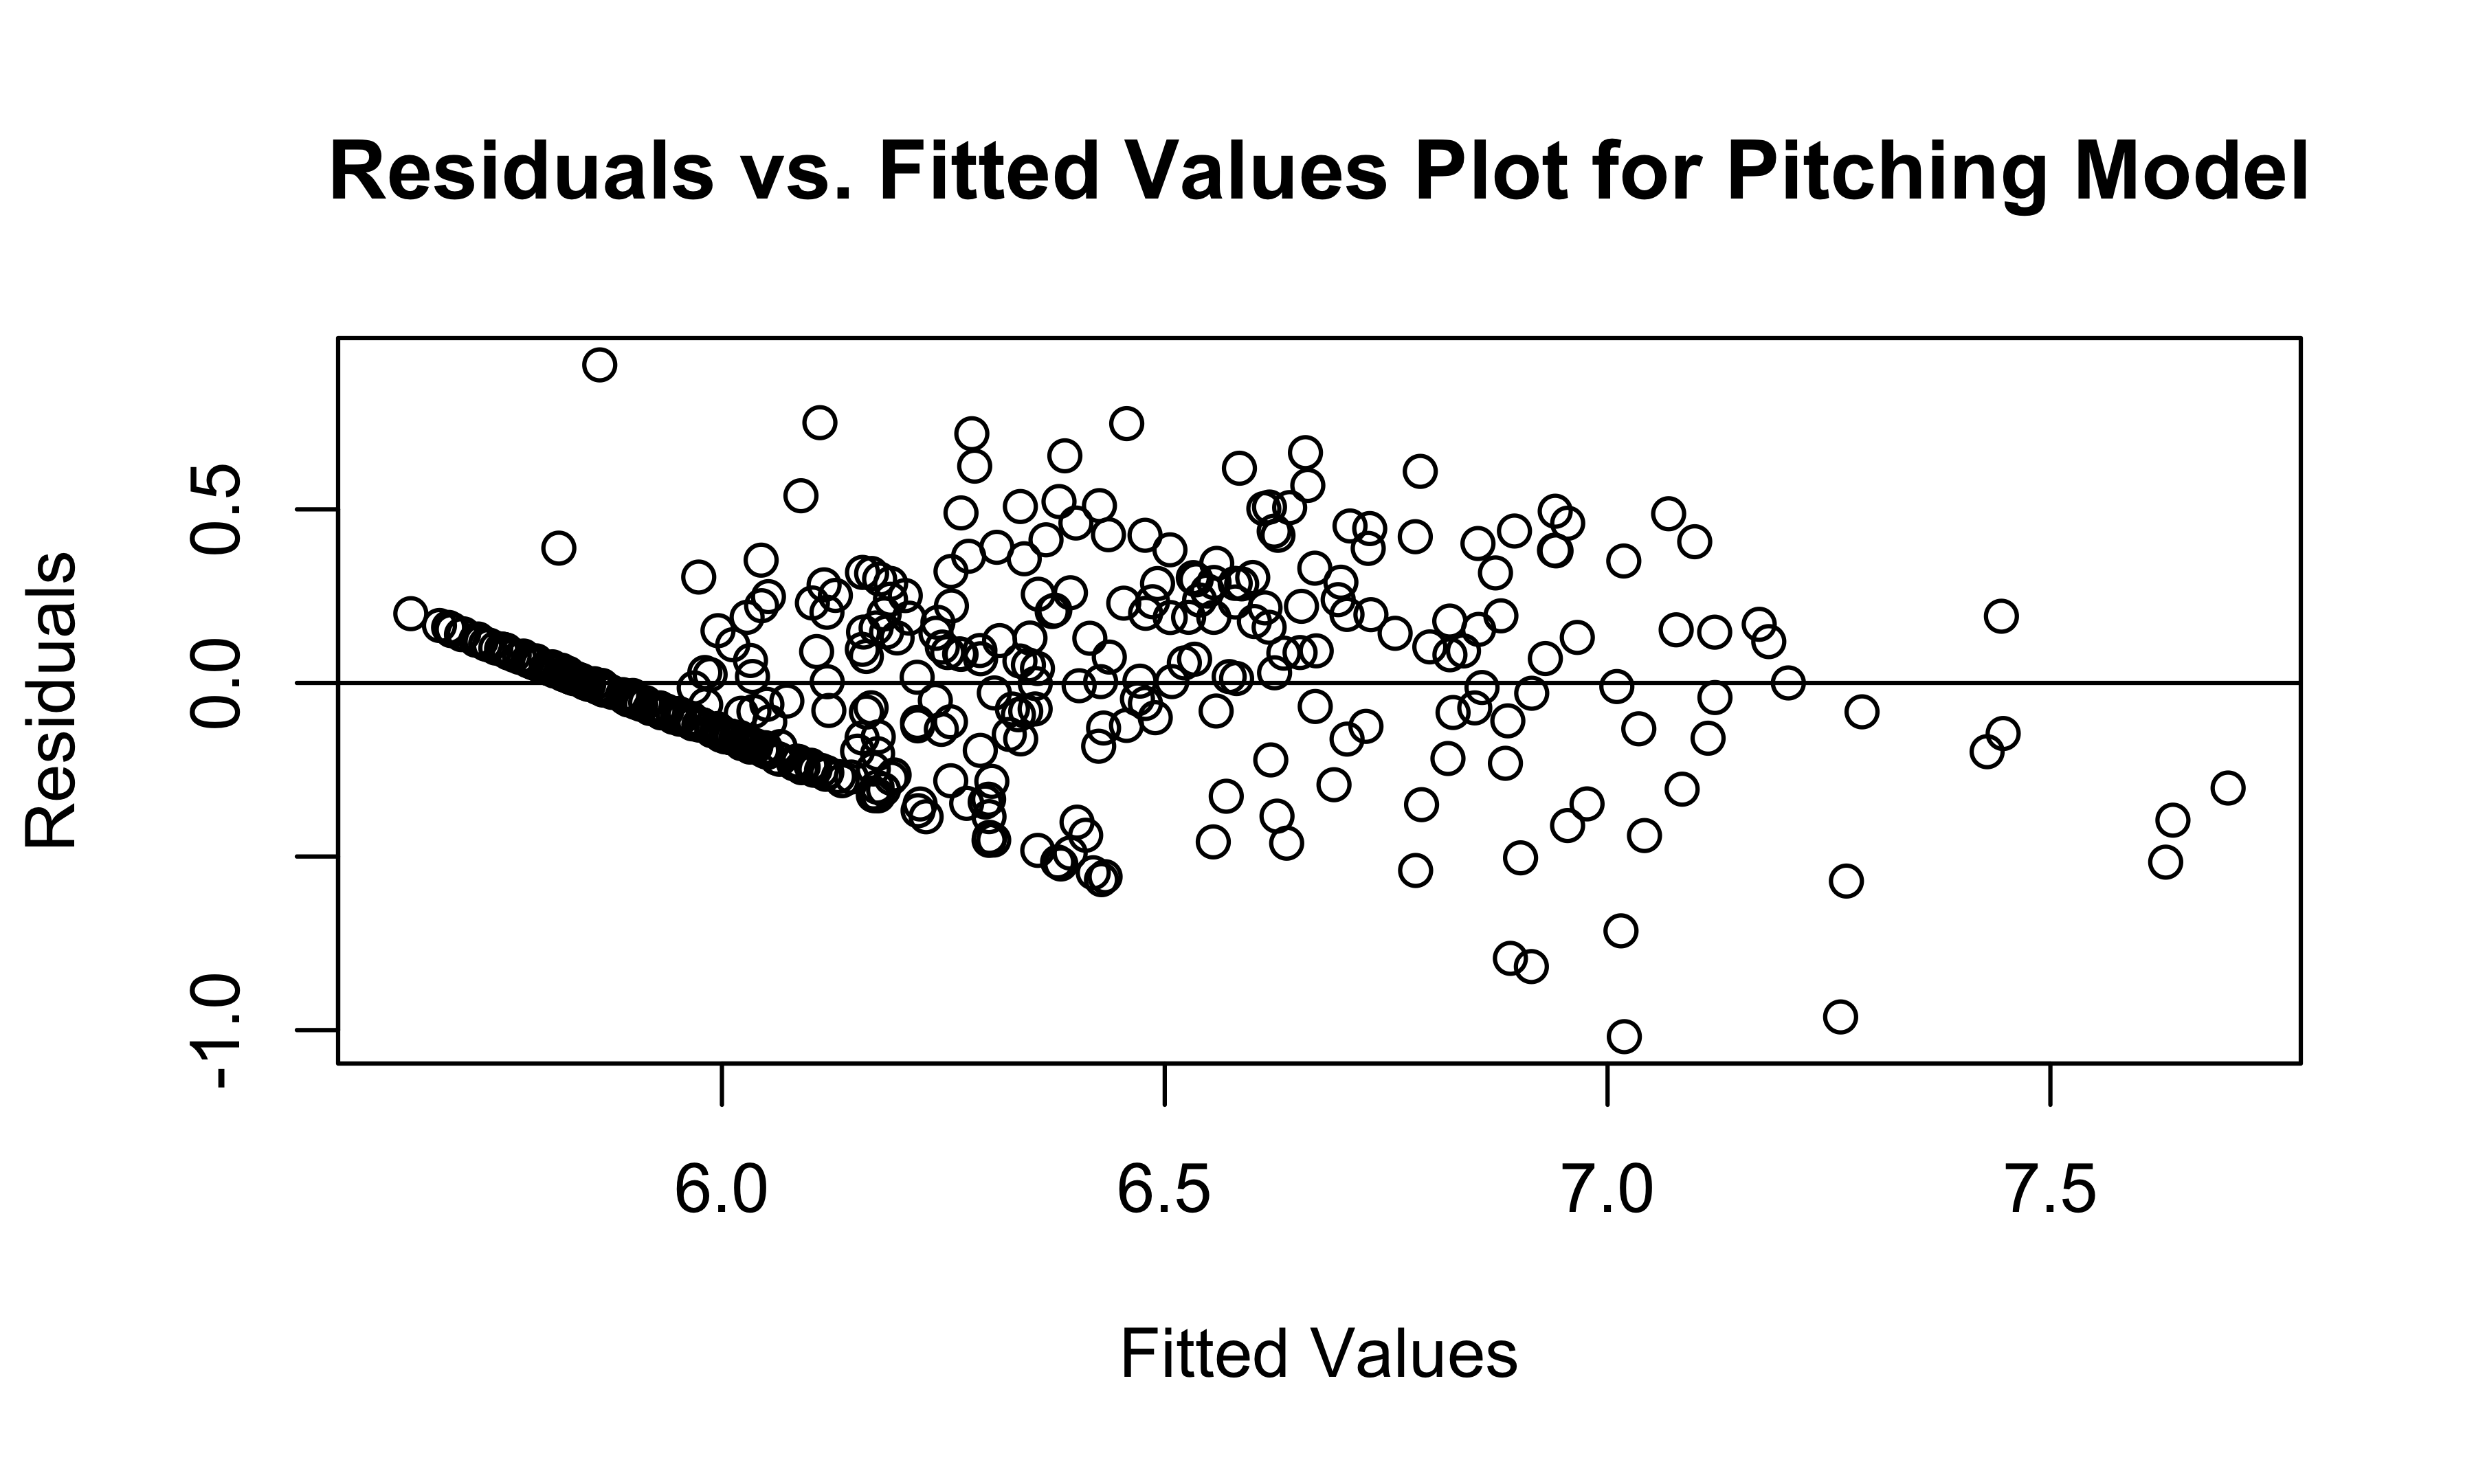 Residuals vs. Fitted Values Plot for Pitching Model
Residuals
0.5
0.0
-1.0
6.0
6.5
7.0
7.5
Fitted Values